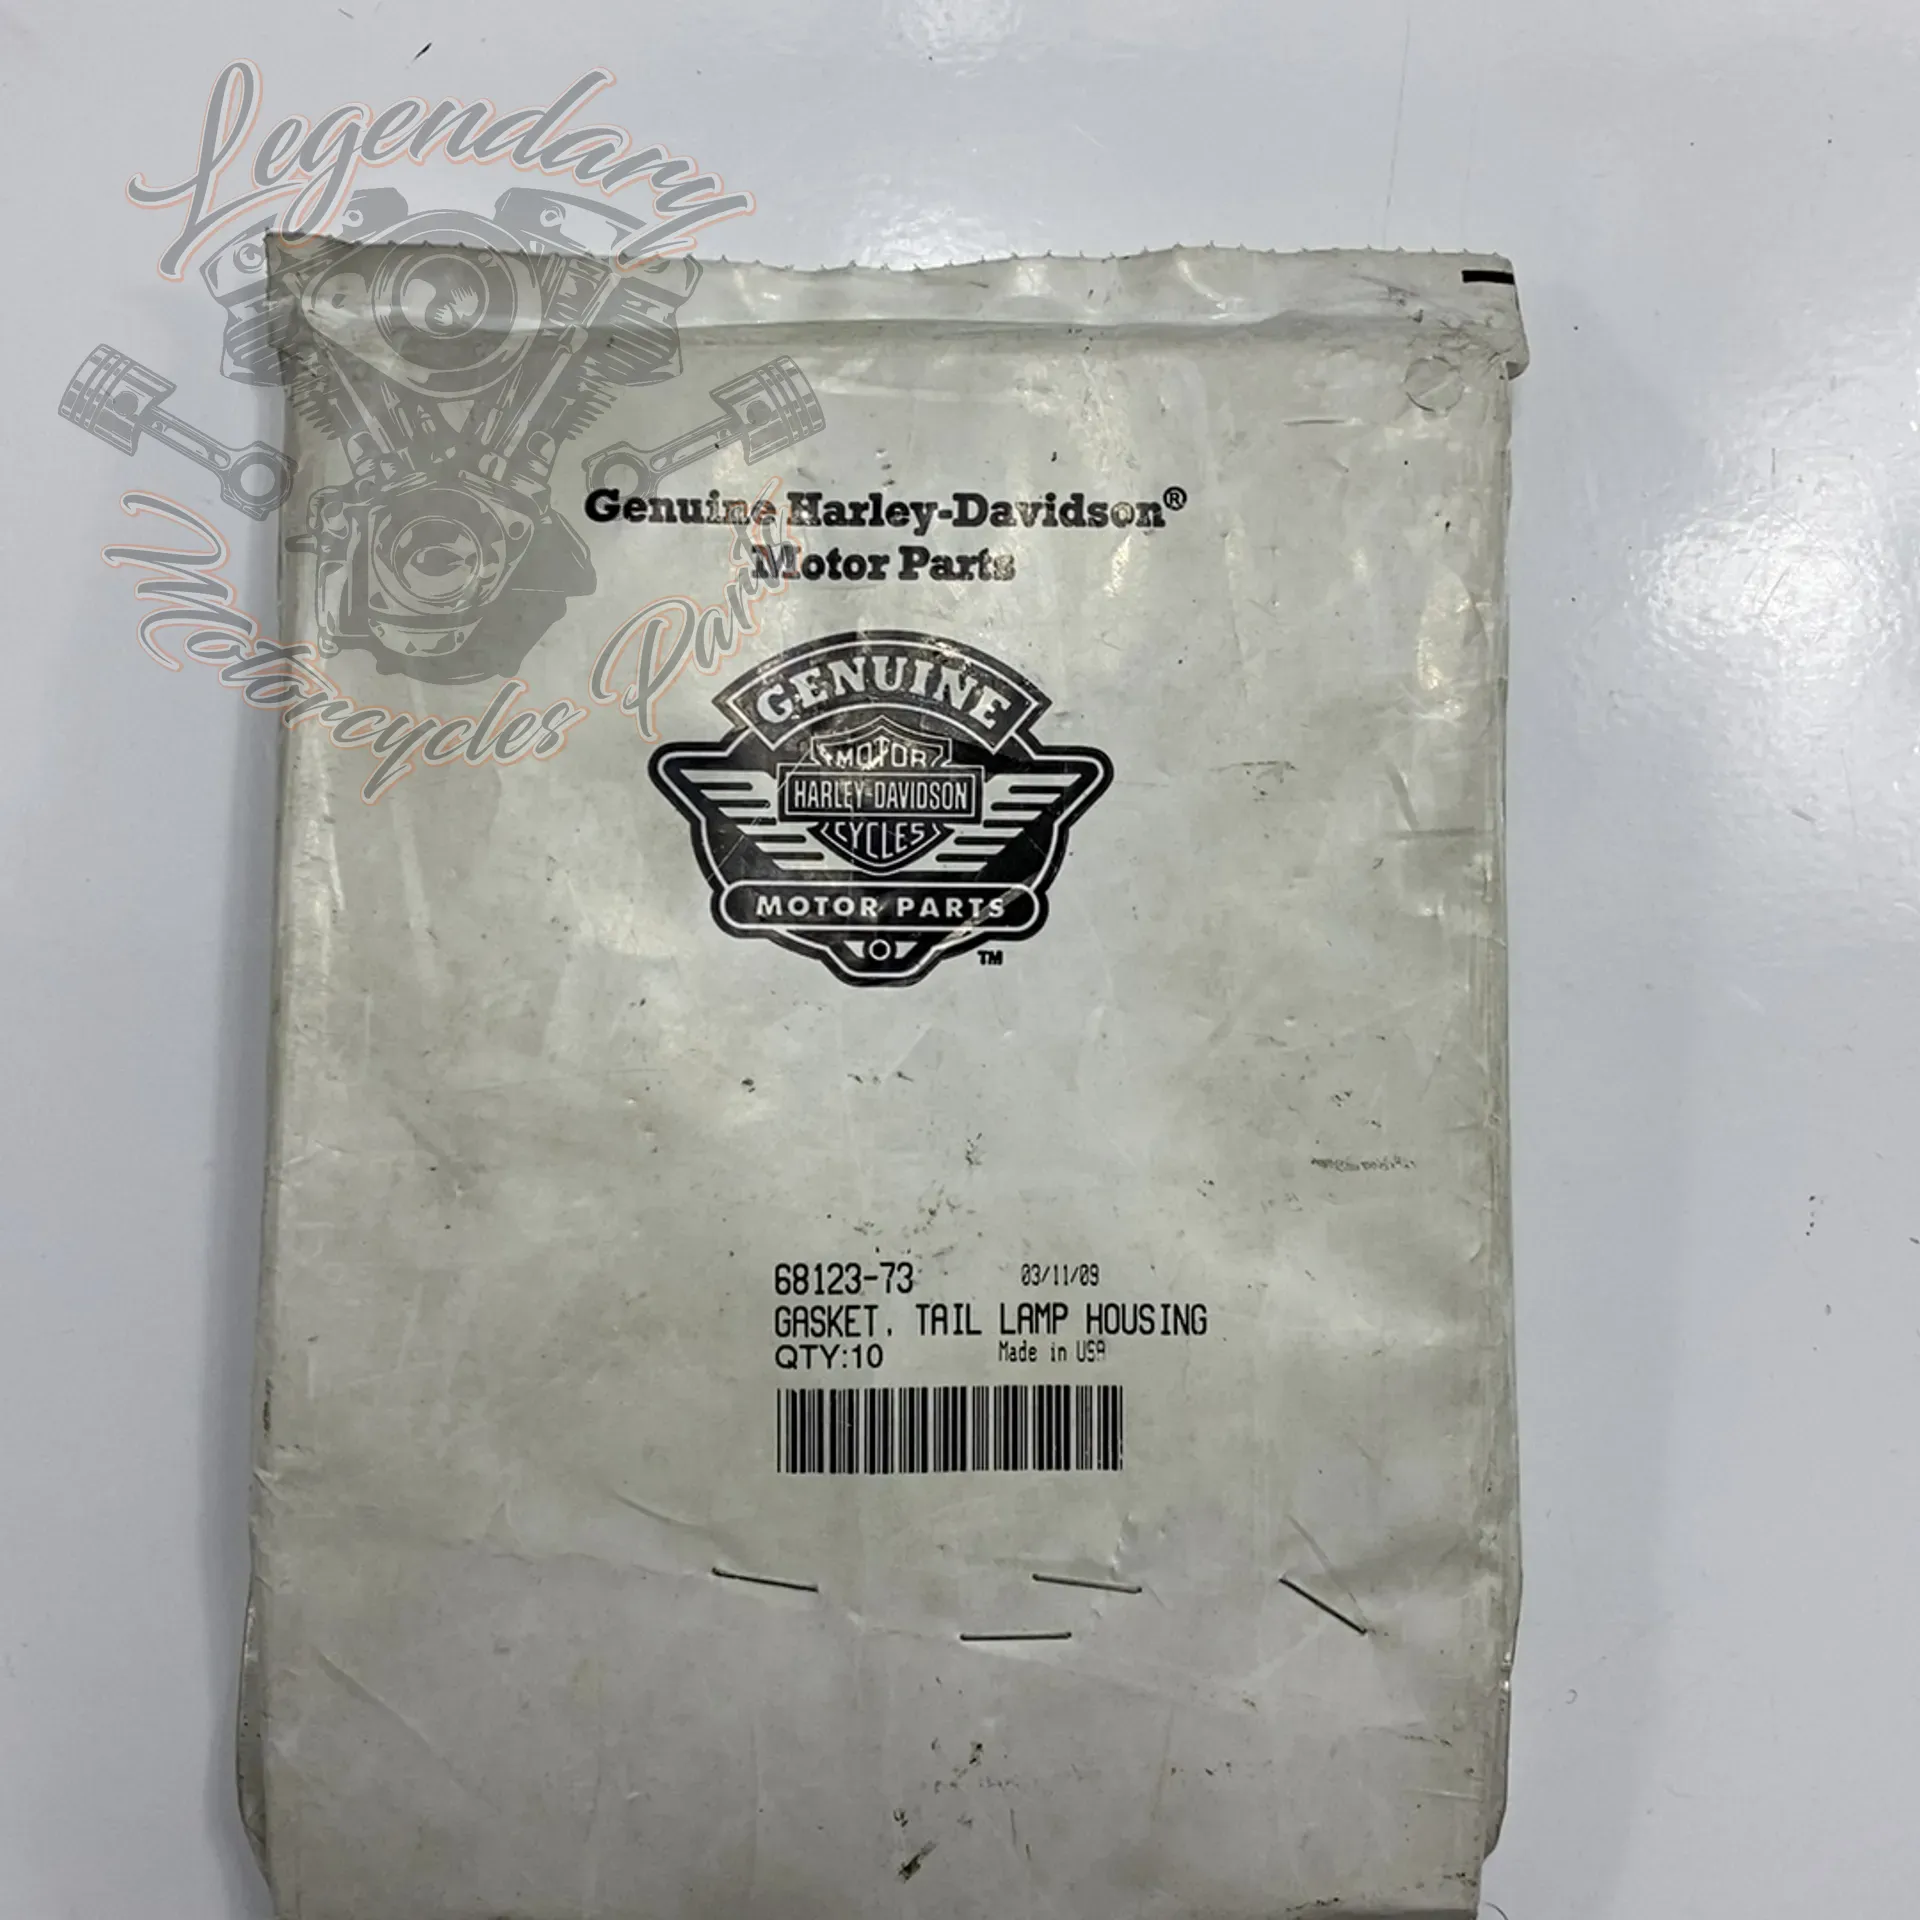 Legendary
Motorcycles Parts
Genuine Harley-Davidson®
Motor Parts
GENUINE
MOTOR
HARLEY-DAVIDSON
CYCLES
MOTOR PARTS
TM
68123-73 03/11/09
GASKET, TAIL LAMP HOUSING
QTY:10 Made in USA